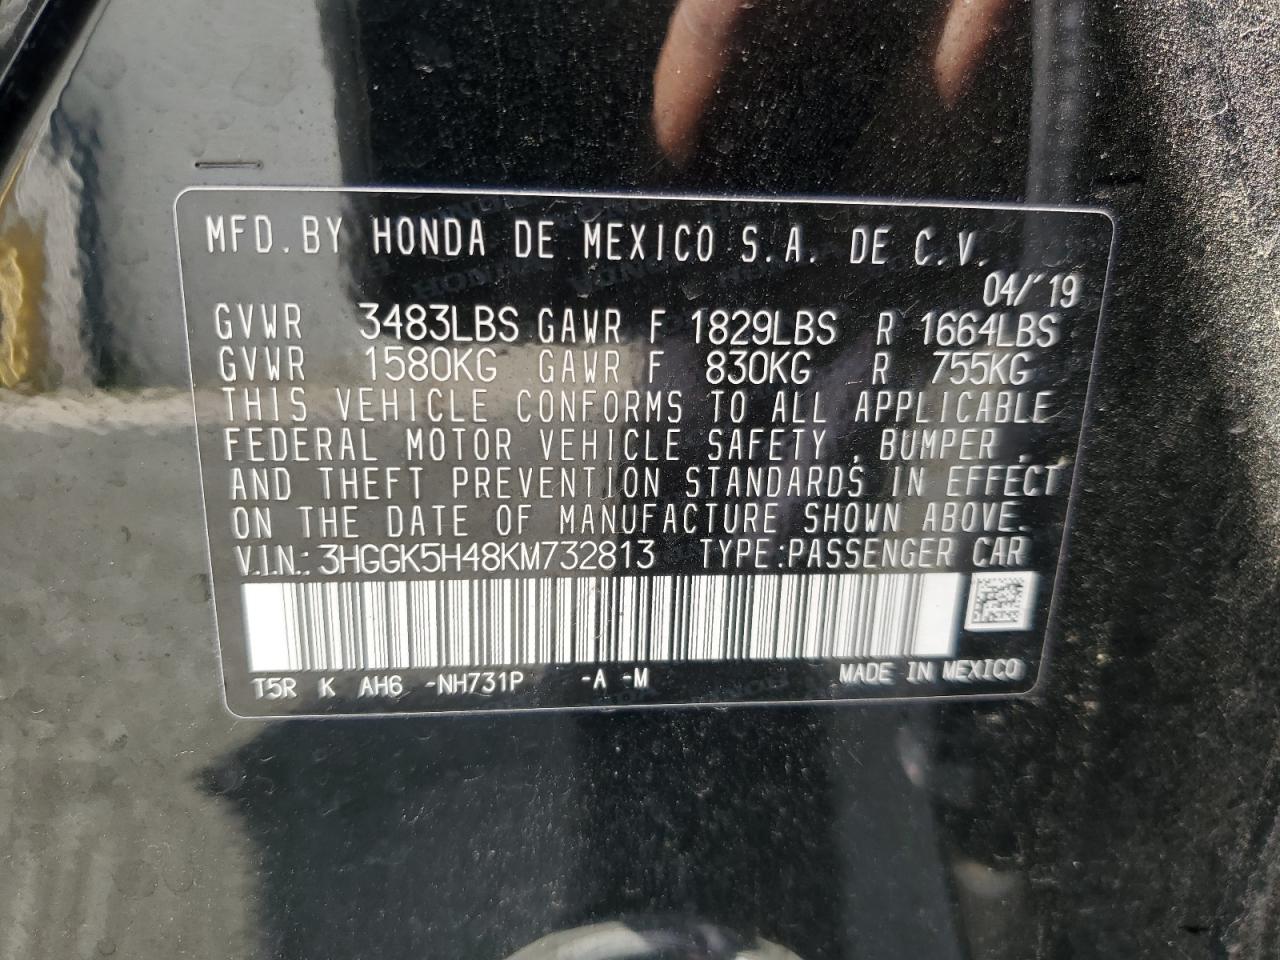 MFD. BY HONDA DE MEXICO S.A. DE C.V.
04/'19
GVWR 3483LBS GAWR F 1829LBS R 1664LBS
GVWR 1580KG GAWR F 830KG R 755KG
THIS VEHICLE CONFORMS TO ALL APPLICABLE
FEDERAL MOTOR VEHICLE SAFETY, BUMPER,
AND THEFT PREVENTION STANDARDS IN EFFECT
ON THE DATE OF MANUFACTURE SHOWN ABOVE.
V.I.N.: 3HGGK5H48KM732813 TYPE:PASSENGER CAR
T5R K AH6 -NH731P -A -M MADE IN MEXICO